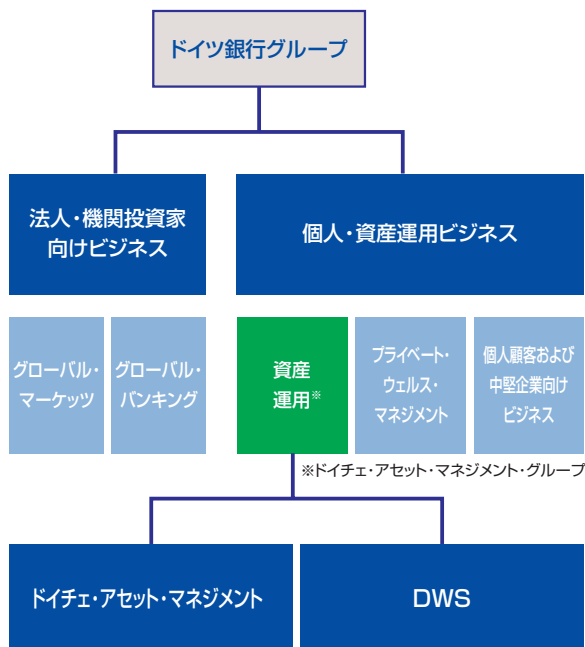 ドイツ銀行グループ
法人・機関投資家
向けビジネス
個人・資産運用ビジネス
グローバル・
マーケッツ
グローバル・
バンキング
資産
運用※
プライベート・
ウェルス・
マネジメント
個人顧客および
中堅企業向け
ビジネス
※ドイチェ・アセット・マネジメント・グループ
ドイチェ・アセット・マネジメント
DWS